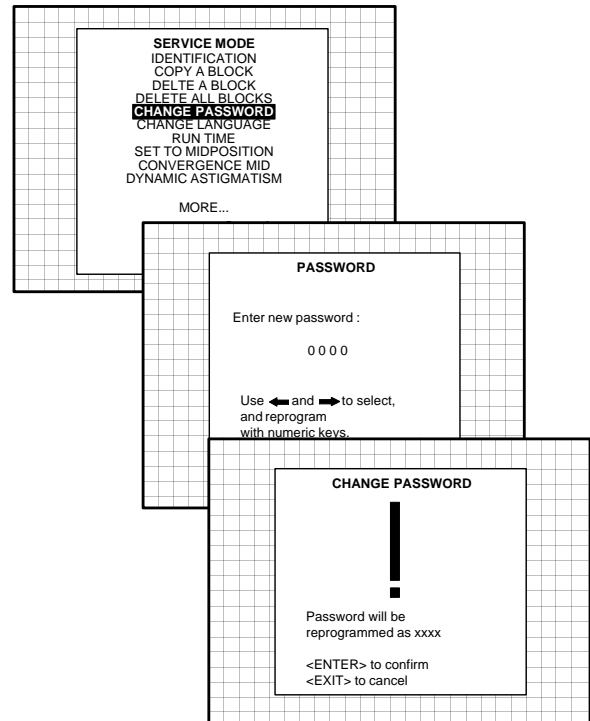 SERVICE MODE
IDENTIFICATION
COPY A BLOCK
DELTE A BLOCK
DELETE ALL BLOCKS
CHANGE PASSWORD
CHANGE LANGUAGE
RUN TIME
SET TO MIDPOSITION
CONVERGENCE MID
DYNAMIC ASTIGMATISM
MORE...
PASSWORD
Enter new password :
0 0 0 0
Use and to select,
and reprogram
with numeric keys.
CHANGE PASSWORD
!
Password will be
reprogrammed as xxxx
<ENTER> to confirm
<EXIT> to cancel